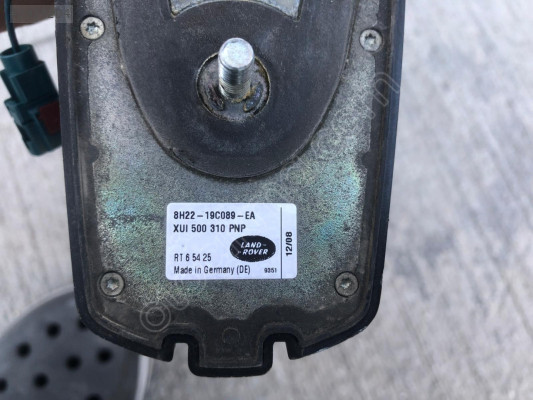 8H22-19C089-EA
XUI 500 310 PNP
LAND
ROVER
RT 6 54 25
Made in Germany (DE)
9351
12/08